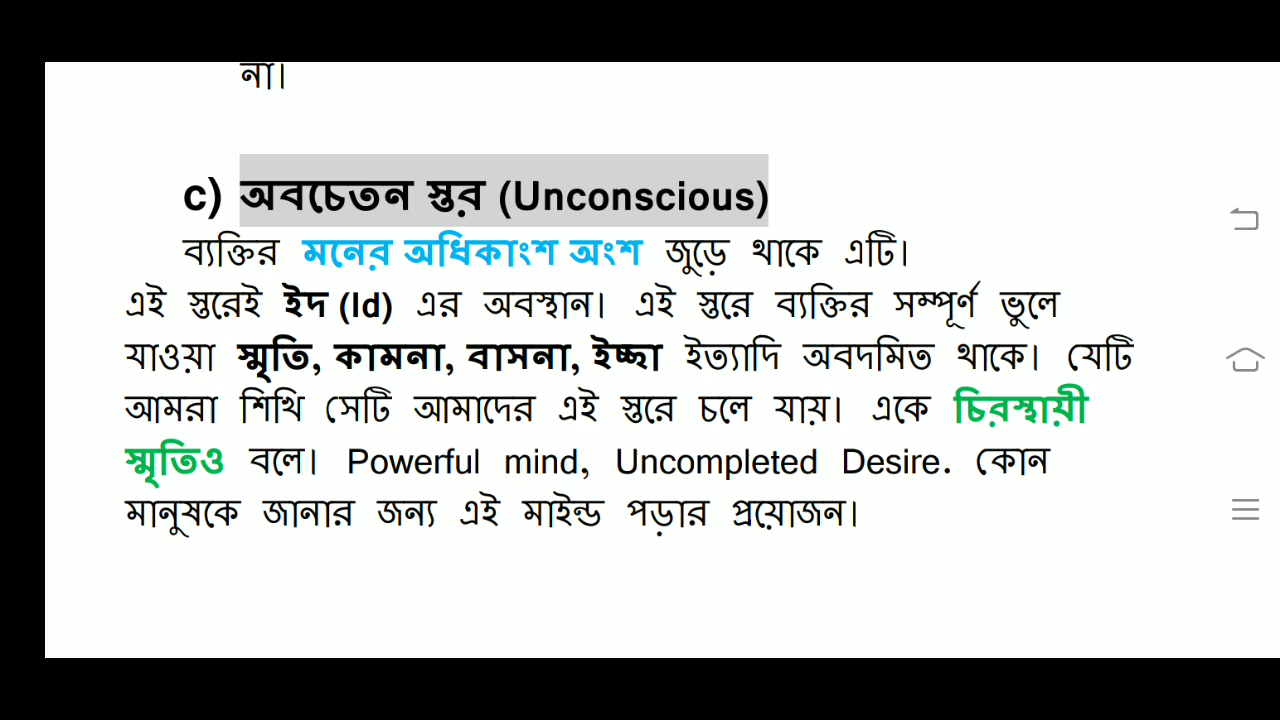 না।
c) অবচেতন স্তর (Unconscious)
ব্যক্তির মনের অধিকাংশ অংশ জুড়ে থাকে এটি।
এই স্তরেই ইদ (Id) এর অবস্থান। এই স্তরে ব্যক্তির সম্পূর্ণ ভুলে
যাওয়া স্মৃতি, কামনা, বাসনা, ইচ্ছা ইত্যাদি অবদমিত থাকে। যেটি
আমরা শিখি সেটি আমাদের এই স্তরে চলে যায়। একে চিরস্থায়ী
স্মৃতিও বলে। Powerful mind, Uncompleted Desire. কোন
মানুষকে জানার জন্য এই মাইন্ড পড়ার প্রয়োজন।